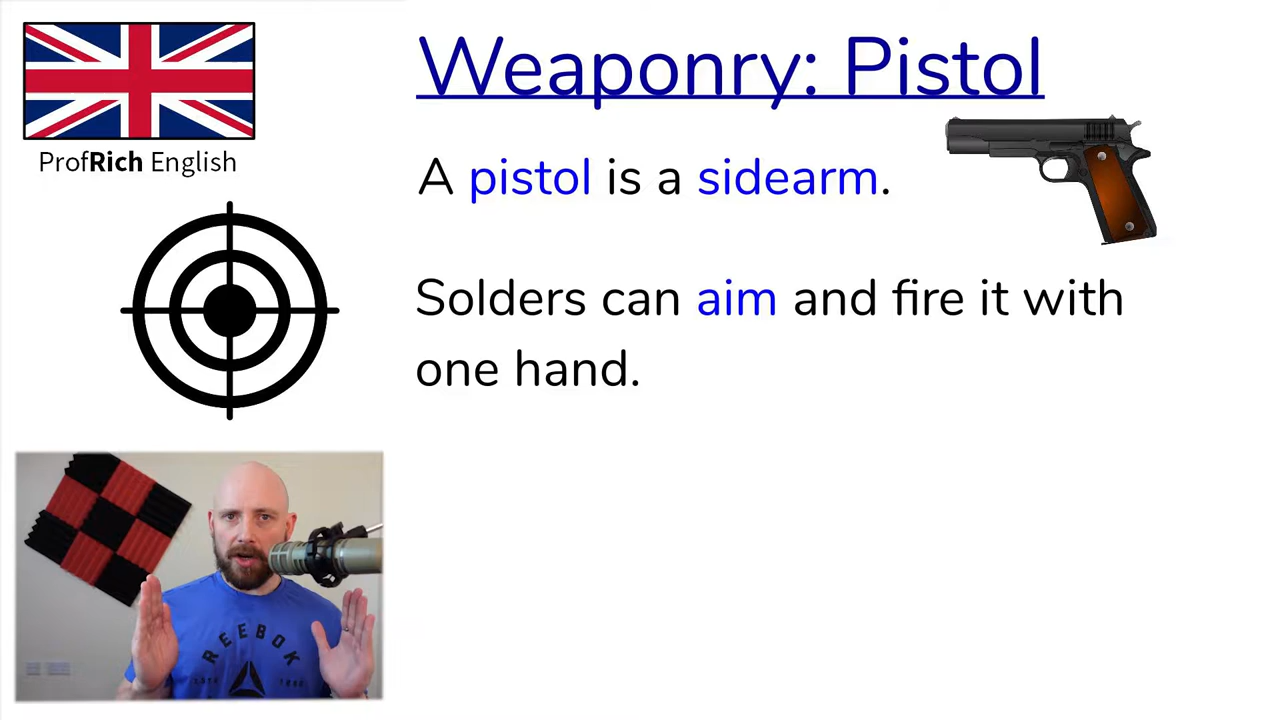 Weaponry: Pistol
ProfRich English
A pistol is a sidearm.
Solders can aim and fire it with
one hand.
REEBOK